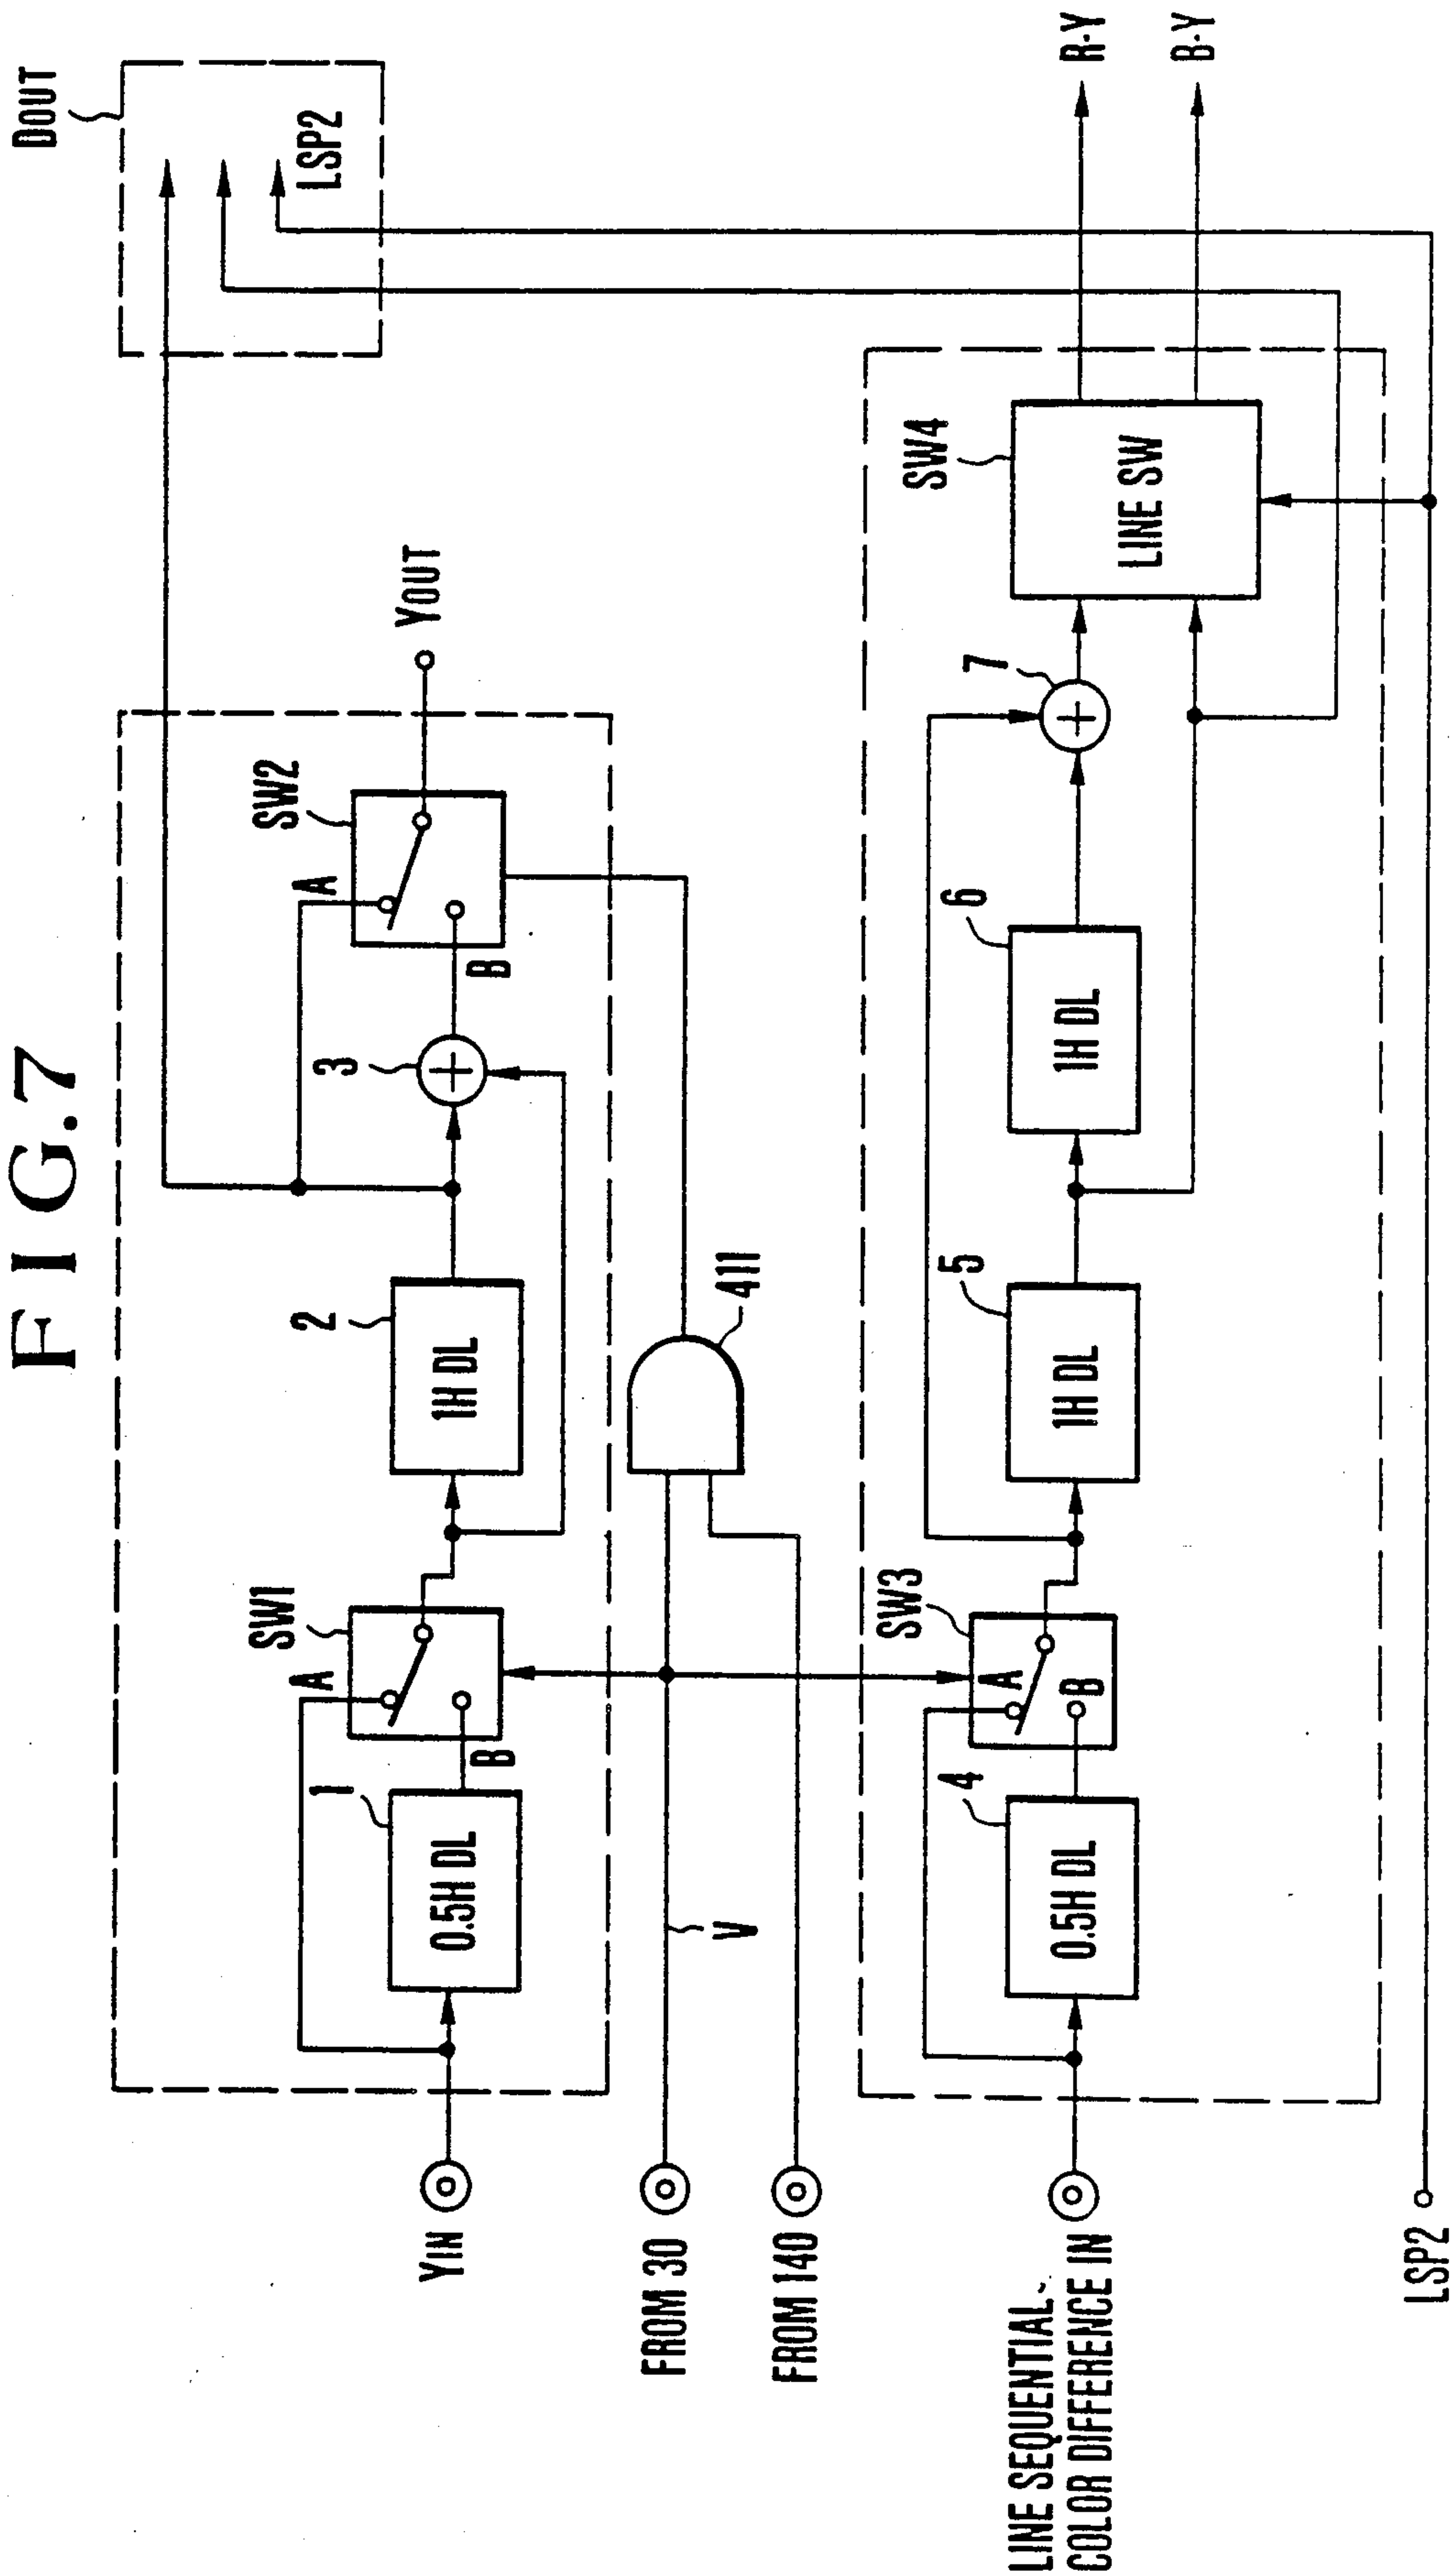 FIG.7
DOUT
LSP2
YIN
1
0.5H DL
A
B
SW1
2
1H DL
3
A
B
SW2
YOUT
FROM 30
V
FROM 140
411
LINE SEQUENTIAL
COLOR DIFFERENCE IN
4
0.5H DL
A
B
SW3
5
1H DL
6
1H DL
7
SW4
LINE SW
R-Y
B-Y
LSP2